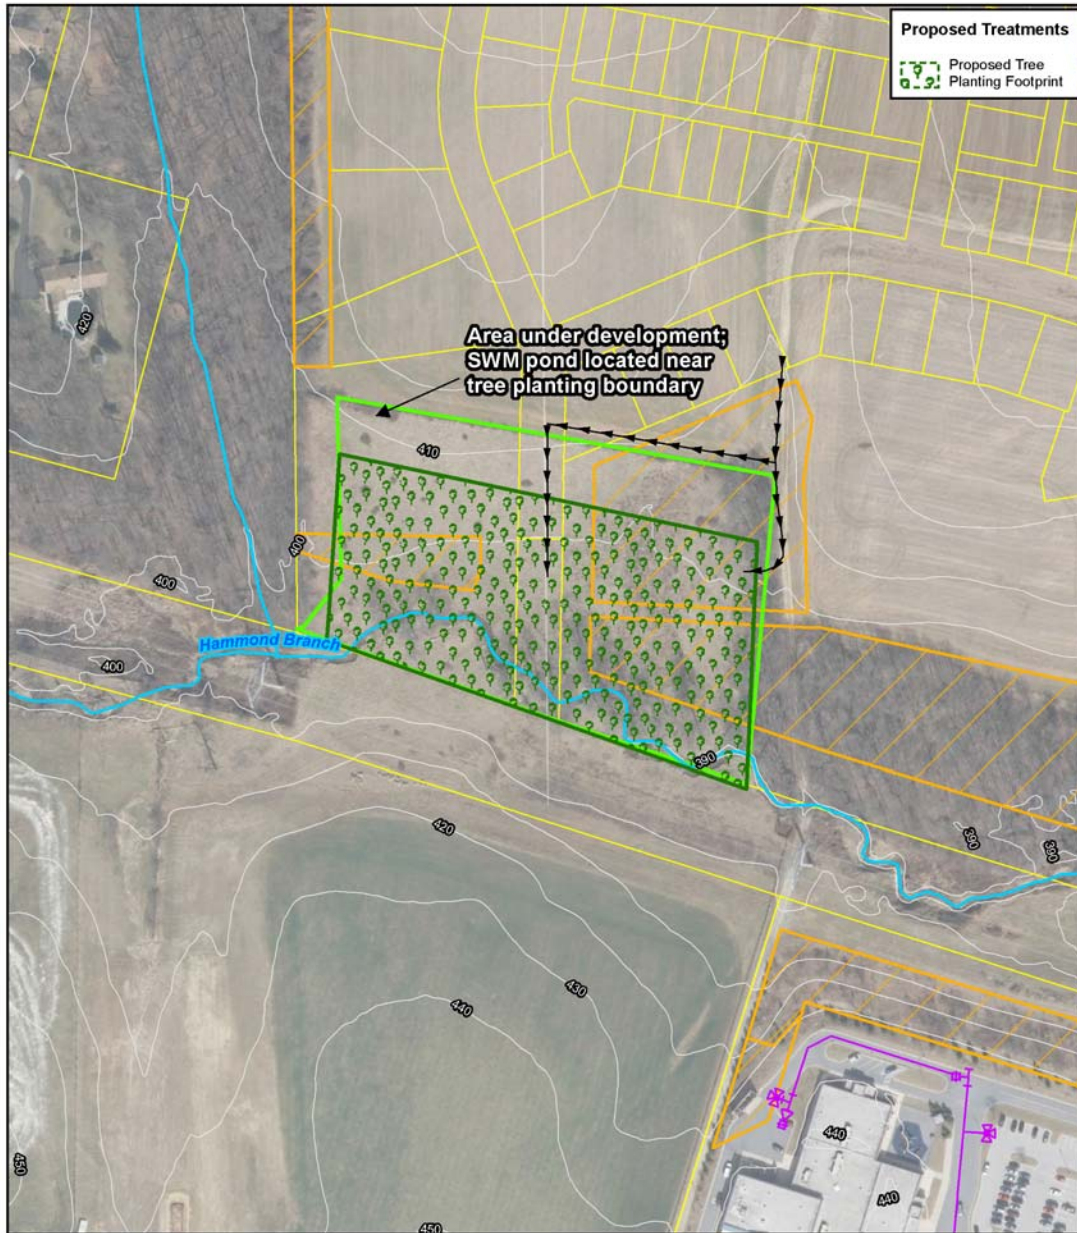 Proposed Treatments
Proposed Tree
Planting Footprint
420
Area under development;
SWM pond located near
tree planting boundary
410
400
400
Hammond Branch
400
390
420
390
390
430
440
440
450
440
450